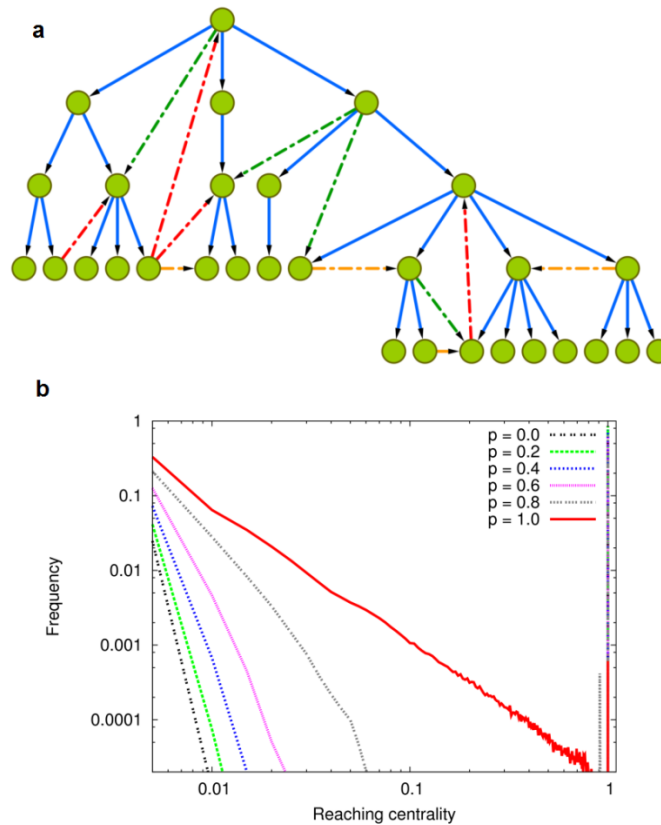 a
b
1
0.1
0.01
0.001
0.0001
Frequency
p = 0.0
p = 0.2
p = 0.4
p = 0.6
p = 0.8
p = 1.0
0.01
0.1
1
Reaching centrality